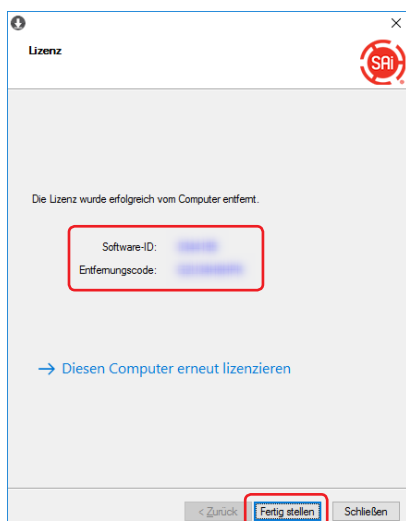 Lizenz
SAi
Die Lizenz wurde erfolgreich vom Computer entfernt.
Software-ID:
Entfernungscode:
→ Diesen Computer erneut lizenzieren
< Zurück
Fertig stellen
Schließen